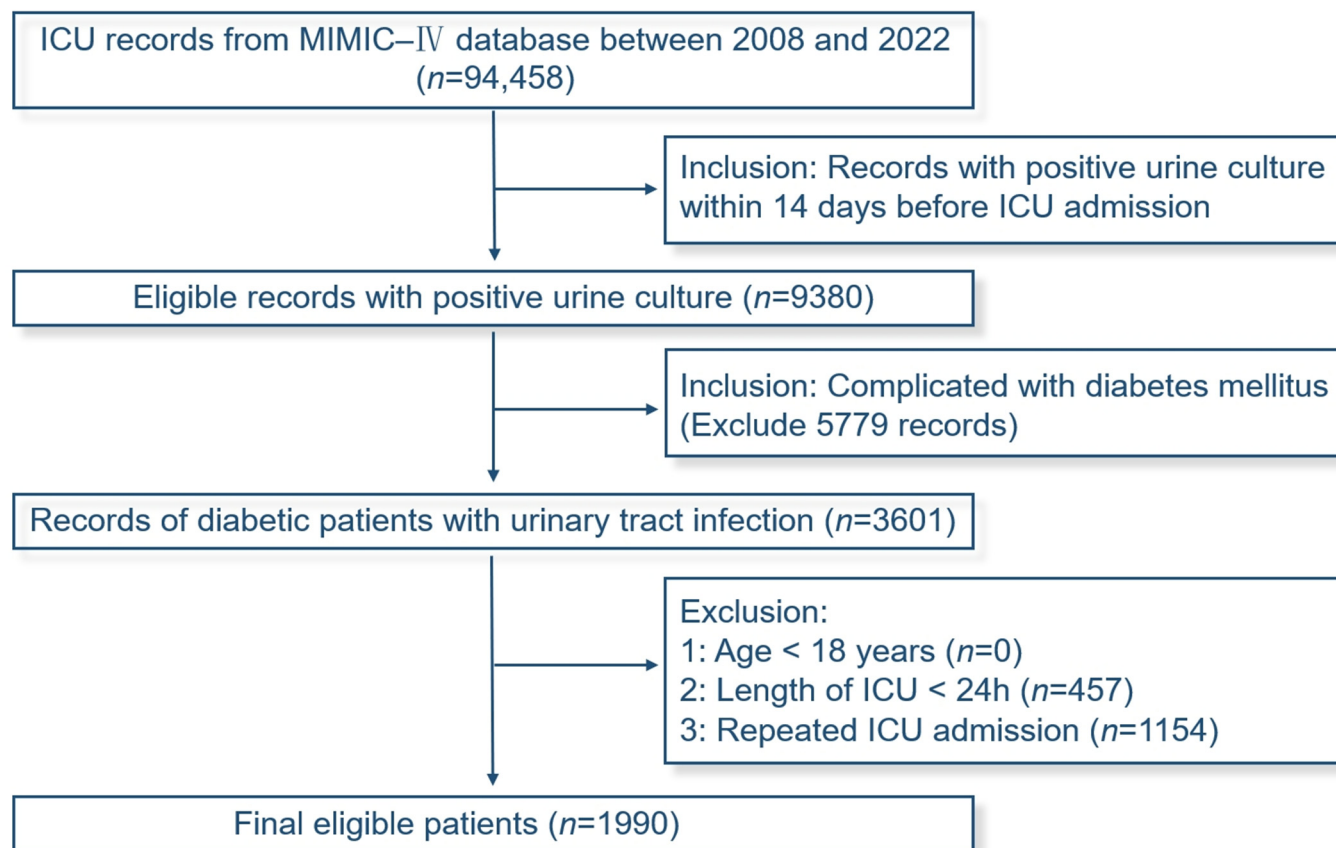 ICU records from MIMIC–Ⅳ database between 2008 and 2022
(n=94,458)
Inclusion: Records with positive urine culture
within 14 days before ICU admission
Eligible records with positive urine culture (n=9380)
Inclusion: Complicated with diabetes mellitus
(Exclude 5779 records)
Records of diabetic patients with urinary tract infection (n=3601)
Exclusion:
1: Age < 18 years (n=0)
2: Length of ICU < 24h (n=457)
3: Repeated ICU admission (n=1154)
Final eligible patients (n=1990)